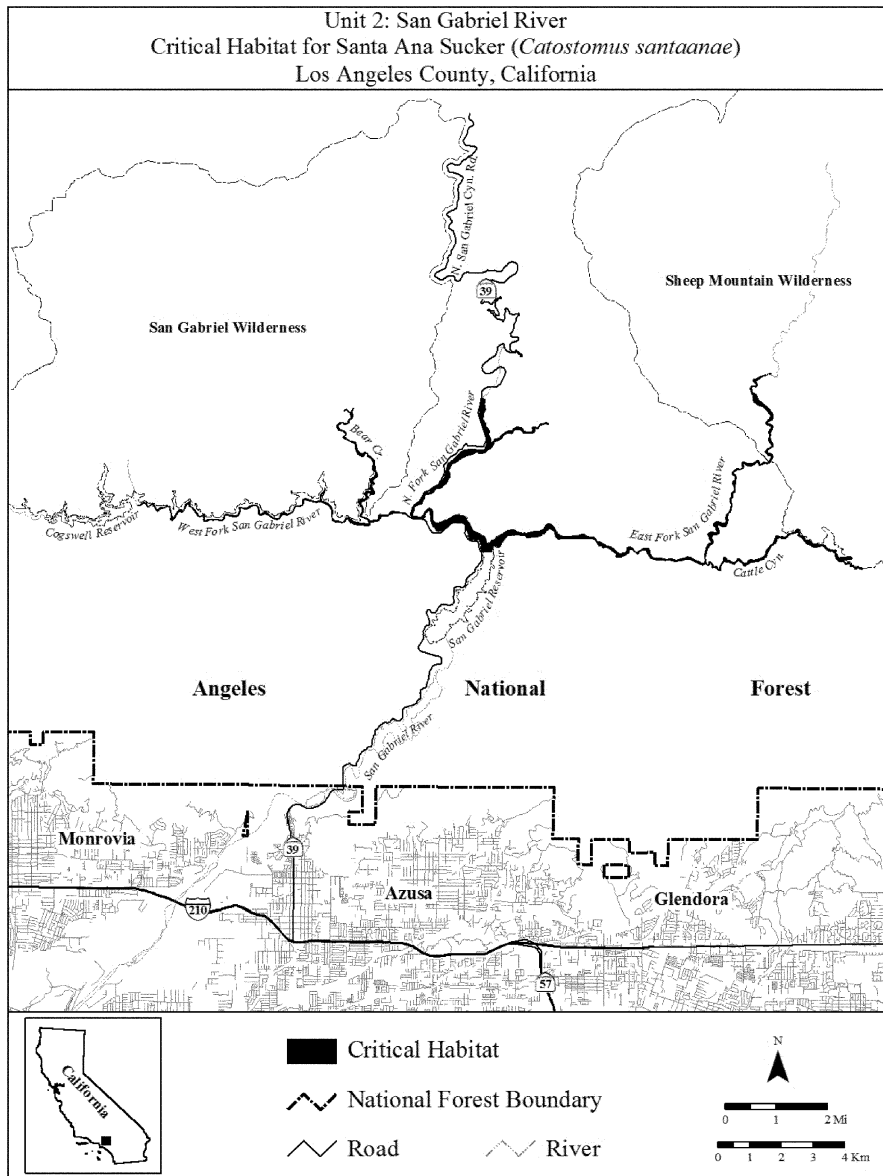 Unit 2: San Gabriel River
Critical Habitat for Santa Ana Sucker (Catostomus santaanae)
Los Angeles County, California
N. San Gabriel Cyn. Rd.
39
Sheep Mountain Wilderness
San Gabriel Wilderness
Bear Cr
N. Fork San Gabriel River
East Fork San Gabriel River
Cogswell Reservoir
West Fork San Gabriel River
Cattle Cyn.
San Gabriel Reservoir
Angeles National Forest
San Gabriel River
Monrovia
39
Azusa
Glendora
210
57
California
Critical Habitat
National Forest Boundary
Road
River
N
0 1 2 Mi
0 1 2 3 4 Km